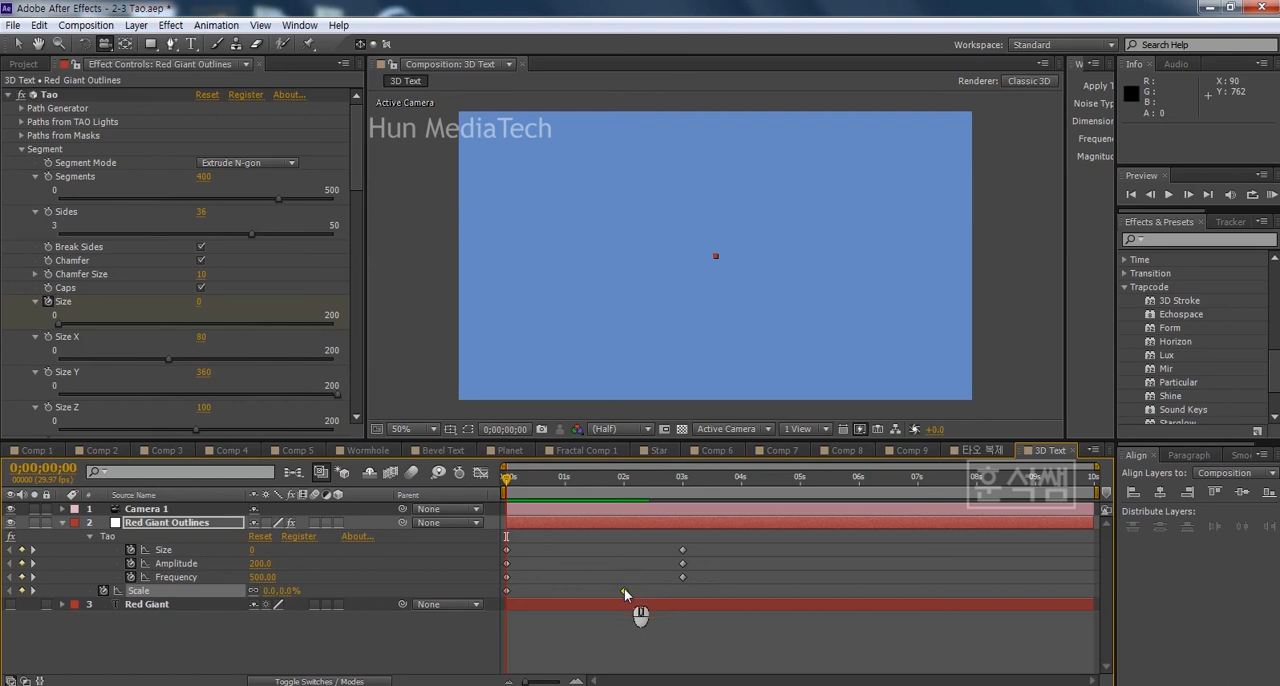 Adobe After Effects - 2-3 Tao.aep *
File Edit Composition Layer Effect Animation View Window Help
Workspace: Standard Search Help
Project Effect Controls: Red Giant Outlines Composition: 3D Text Info Audio
3D Text • Red Giant Outlines 3D Text Renderer: Classic 3D
Tao Reset Register About...
Path Generator
Paths from TAO Lights
Paths from Masks
Segment
Segment Mode Extrude N-gon
Segments 400
0 500
Sides 36
3 50
Break Sides
Chamfer
Chamfer Size 10
Caps
Size 0
0 200
Size X 80
0 200
Size Y 360
0 200
Size Z 100
0 200
Active Camera
Hun MediaTech
50% 0;00;00;00 (Half) Active Camera 1 View +0.0
Apply T
Noise Typ
Dimension
Frequen
Magnitud
R: X: 90
G: Y: 762
B:
A: 0
Preview
Effects & Presets Tracker
Time
Transition
Trapcode
3D Stroke
Echospace
Form
Horizon
Lux
Mir
Particular
Shine
Sound Keys
Starglow
Comp 1 Comp 2 Comp 3 Comp 4 Comp 5 Wormhole Bevel Text Planet Fractal Comp 1 Star Comp 6 Comp 7 Comp 8 Comp 9 타오 복제 3D Text
0;00;00;00
00000 (29.97 fps)
01s 02s 03s 04s 05s 06s 07s 08s 09s 10s
훈식쌤
# Source Name Parent
1 Camera 1 None
2 Red Giant Outlines None
Tao Reset Register About...
Size 0
Amplitude 200.0
Frequency 500.00
Scale 0.0,0.0%
3 T Red Giant None
Toggle Switches / Modes
Align Paragraph Smo
Align Layers to: Composition
Distribute Layers: